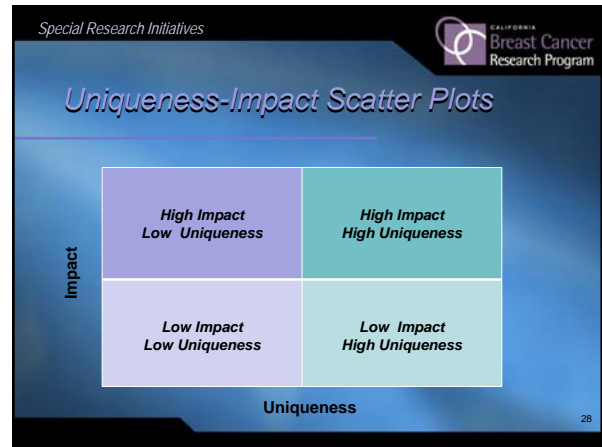 Special Research Initiatives
CALIFORNIA
Breast Cancer
Research Program
Uniqueness-Impact Scatter Plots
High Impact
Low Uniqueness
High Impact
High Uniqueness
Impact
Low Impact
Low Uniqueness
Low Impact
High Uniqueness
Uniqueness
28